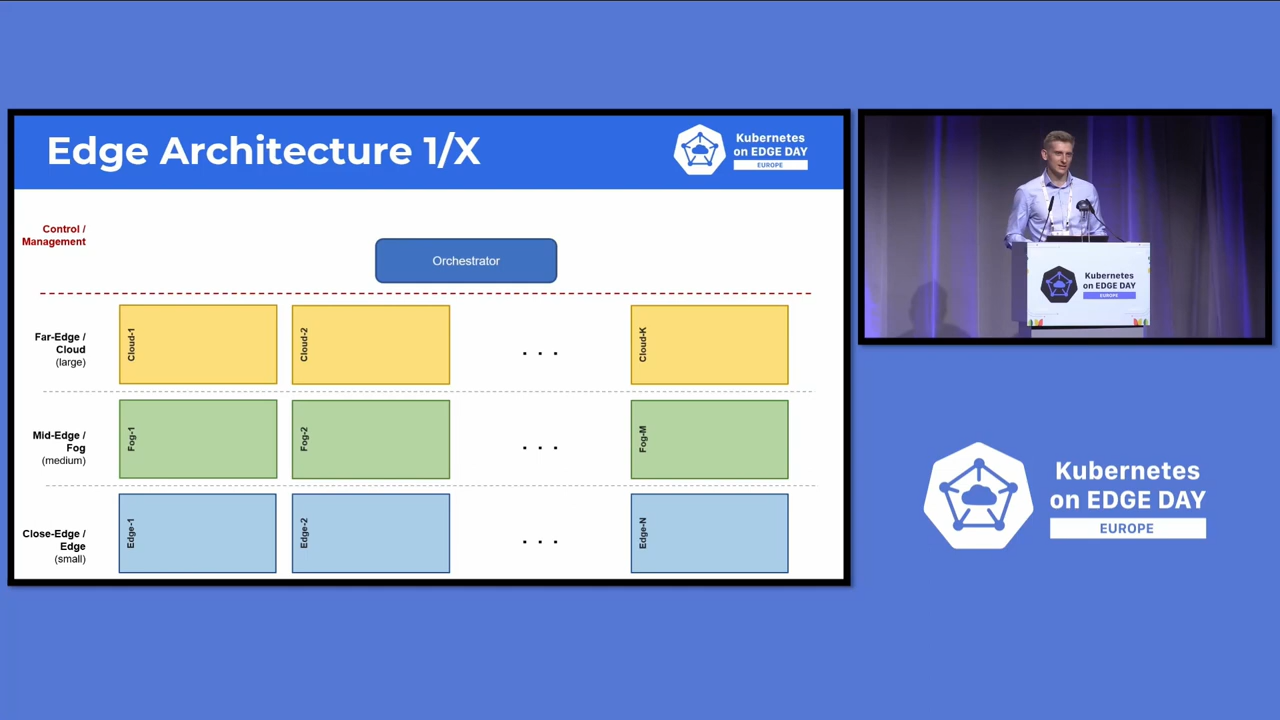 Edge Architecture 1/X
Kubernetes
on EDGE DAY
EUROPE
Control /
Management
Orchestrator
Far-Edge /
Cloud
(large)
Cloud-1
Cloud-2
. . .
Cloud-K
Mid-Edge /
Fog
(medium)
Fog-1
Fog-2
. . .
Fog-M
Close-Edge /
Edge
(small)
Edge-1
Edge-2
. . .
Edge-N
Kubernetes
on EDGE DAY
EUROPE
Kubernetes
on EDGE DAY
EUROPE